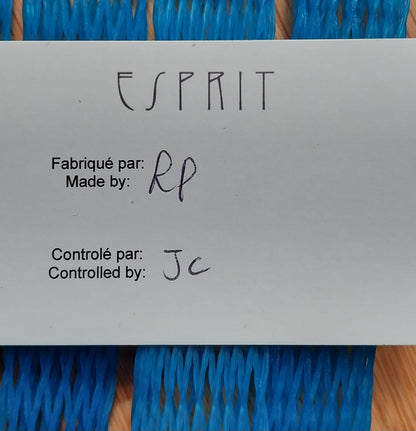 ESPRIT
Fabriqué par: RP
Made by:
Controlé par: Jc
Controlled by: